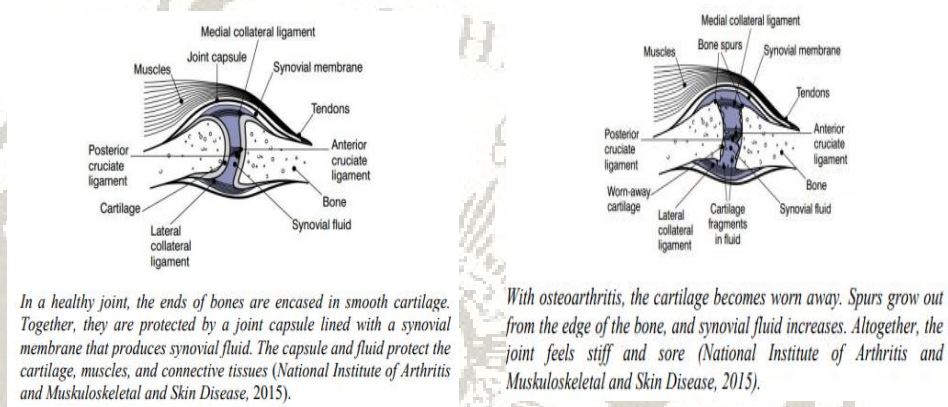 Medial collateral ligament
Joint capsule
Muscles
Synovial membrane
Tendons
Posterior
cruciate
ligament
Anterior
cruciate
ligament
Cartilage
Bone
Synovial fluid
Lateral
collateral
ligament
In a healthy joint, the ends of bones are encased in smooth cartilage.
Together, they are protected by a joint capsule lined with a synovial
membrane that produces synovial fluid. The capsule and fluid protect the
cartilage, muscles, and connective tissues (National Institute of Arthritis
and Muskuloskeletal and Skin Disease, 2015).
Medial collateral ligament
Bone spurs
Muscles
Synovial membrane
Tendons
Posterior
cruciate
ligament
Anterior
cruciate
ligament
Worn-away
cartilage
Bone
Lateral
collateral
ligament
Cartilage
fragments
in fluid
Synovial fluid
With osteoarthritis, the cartilage becomes worn away. Spurs grow out
from the edge of the bone, and synovial fluid increases. Altogether, the
joint feels stiff and sore (National Institute of Arthritis and
Muskuloskeletal and Skin Disease, 2015).